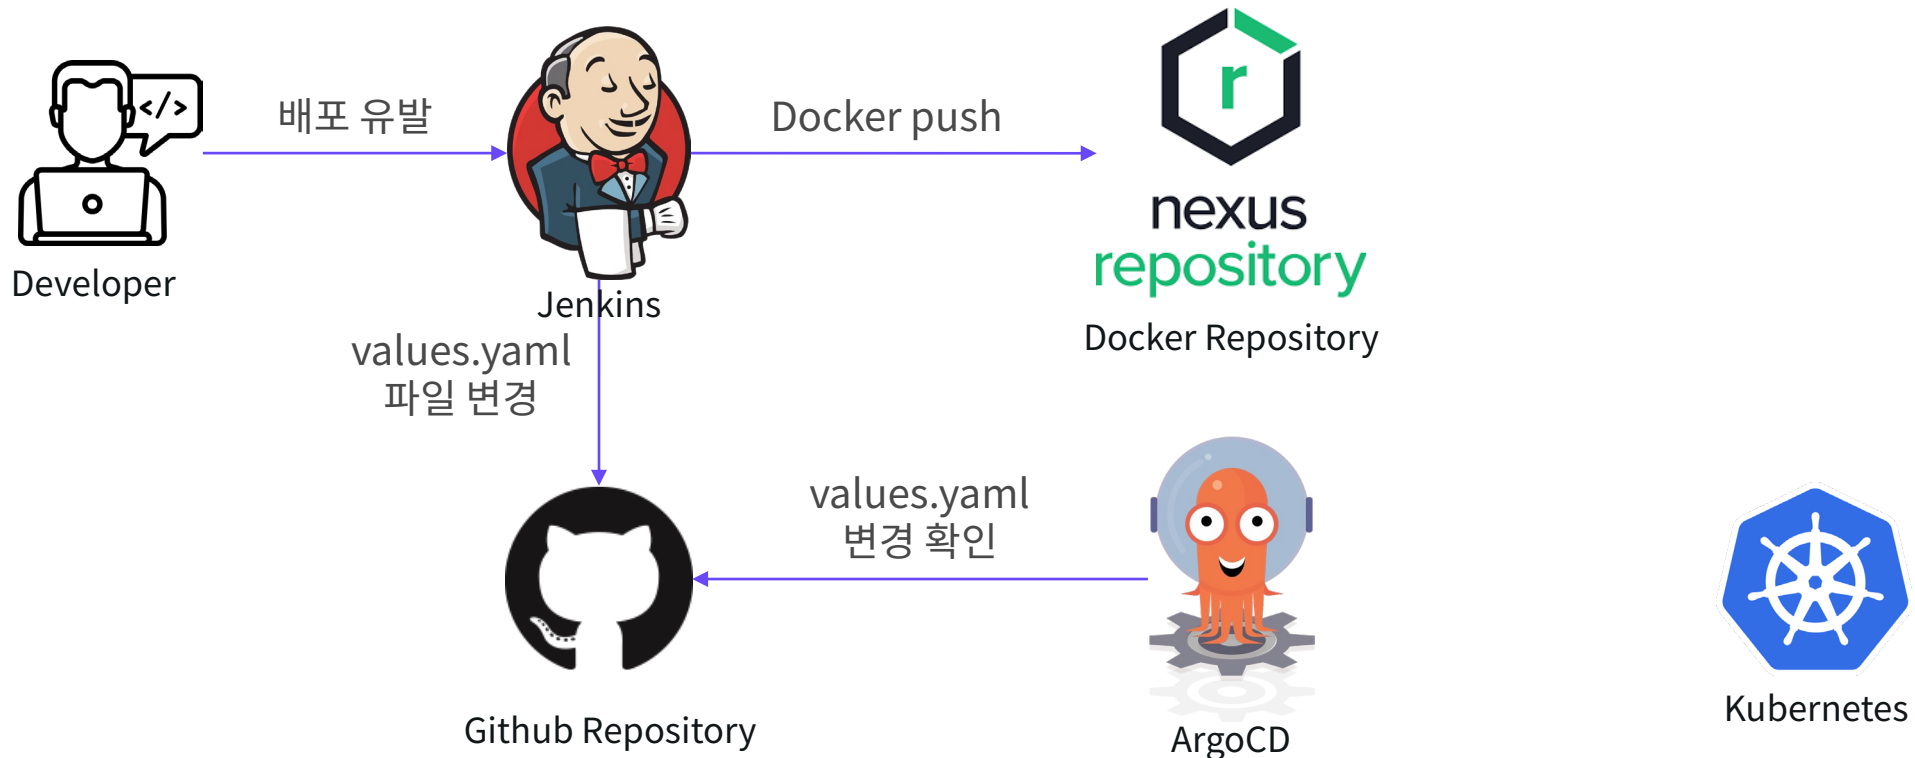 배포 유발
Docker push
</>
r
nexus
repository
Developer
Jenkins
Docker Repository
values.yaml
파일 변경
values.yaml
변경 확인
Github Repository
ArgoCD
Kubernetes